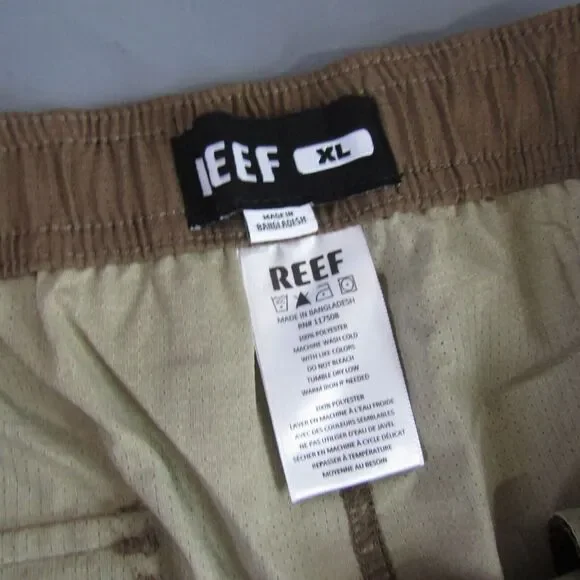 REEF XL
MADE IN
BANGLADESH
REEF
MADE IN BANGLADESH
RN# 117508
100% POLYESTER
MACHINE WASH COLD
WITH LIKE COLORS
DO NOT BLEACH
TUMBLE DRY LOW
WARM IRON IF NEEDED
100% POLYESTER
LAVER EN MACHINE À L'EAU FROIDE
AVEC DES COULEURS SEMBLABLES
NE PAS UTILISER D'EAU DE JAVEL
SÉCHER EN MACHINE À CYCLE DÉLICAT
REPASSER À TEMPÉRATURE
MOYENNE AU BESOIN